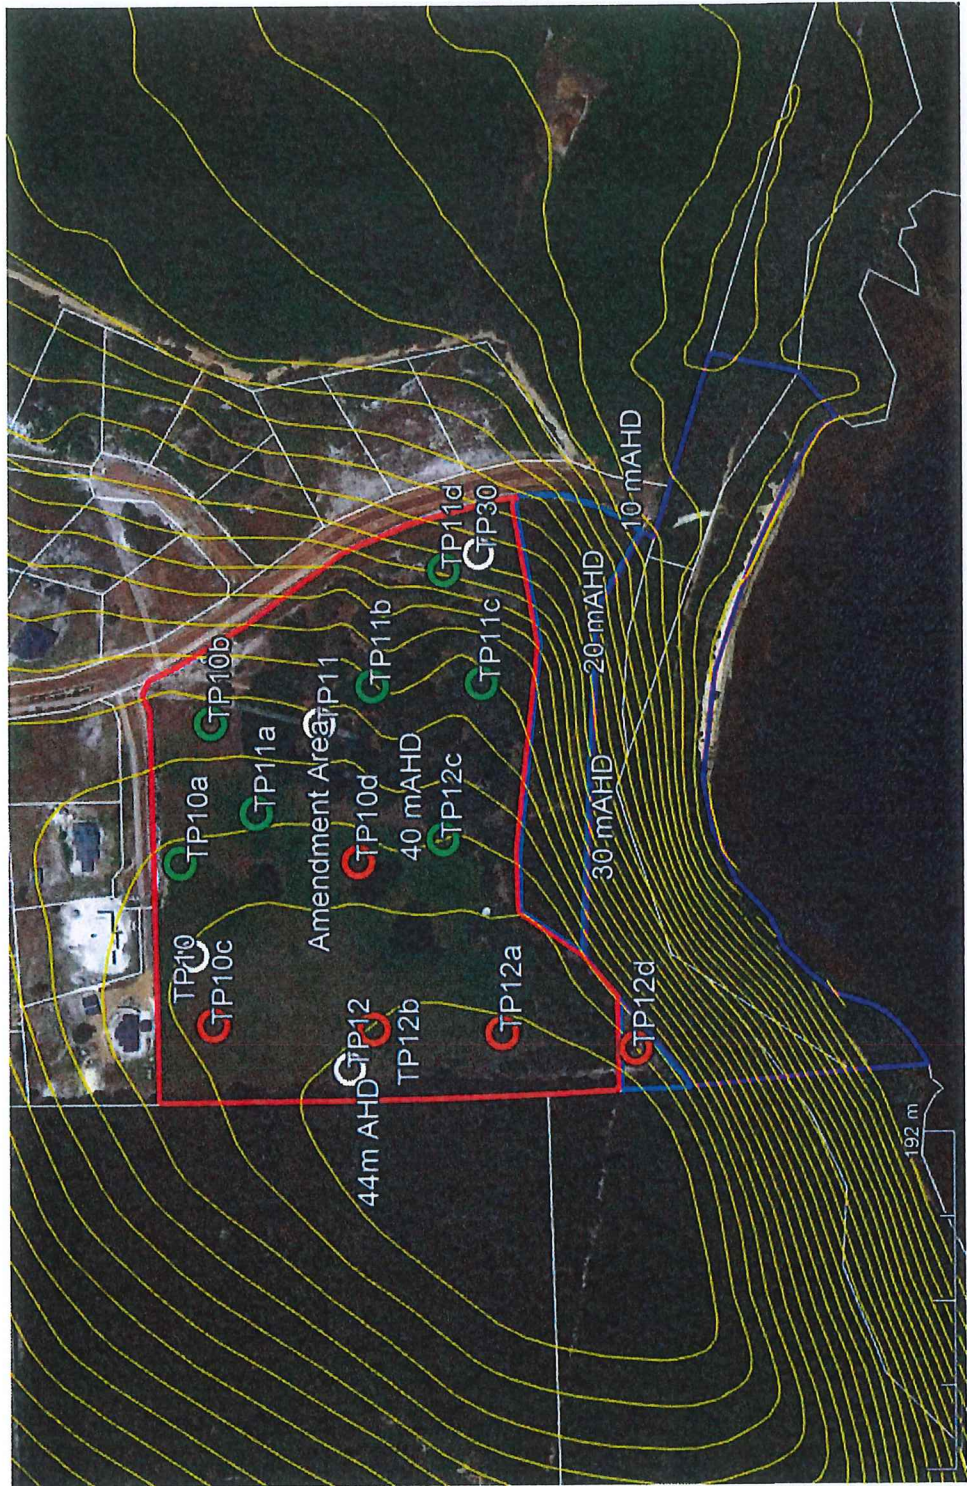 TP10b
TP10a
TP11a
TP10
TP10c
TP11d
TP30
TP11b
TP11
TP11c
Amendment Area
TP10d
40 mAHD
TP12c
TP12
TP12b
TP12a
44m AHD
TP12d
10 mAHD
20 mAHD
30 mAHD
192 m